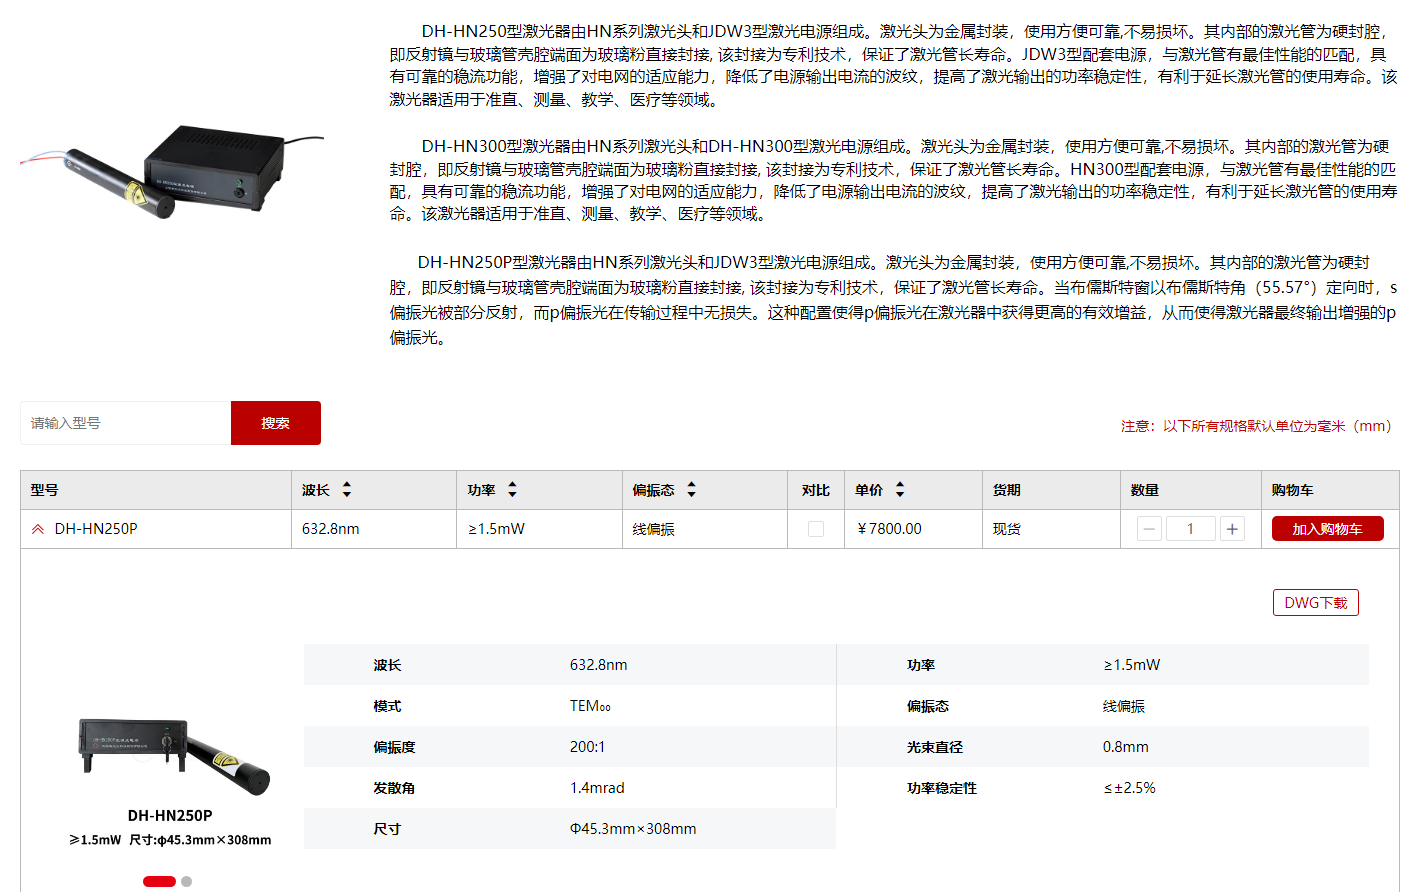 DH-HN250型激光器由HN系列激光头和JDW3型激光电源组成。激光头为金属封装，使用方便可靠,不易损坏。其内部的激光管为硬封腔，
即反射镜与玻璃管壳腔端面为玻璃粉直接封接, 该封接为专利技术，保证了激光管长寿命。JDW3型配套电源，与激光管有最佳性能的匹配，具
有可靠的稳流功能，增强了对电网的适应能力，降低了电源输出电流的波纹，提高了激光输出的功率稳定性，有利于延长激光管的使用寿命。该
激光器适用于准直、测量、教学、医疗等领域。
DH-HN300型激光器由HN系列激光头和DH-HN300型激光电源组成。激光头为金属封装，使用方便可靠,不易损坏。其内部的激光管为硬
封腔，即反射镜与玻璃管壳腔端面为玻璃粉直接封接, 该封接为专利技术，保证了激光管长寿命。HN300型配套电源，与激光管有最佳性能的匹
配，具有可靠的稳流功能，增强了对电网的适应能力，降低了电源输出电流的波纹，提高了激光输出的功率稳定性，有利于延长激光管的使用寿
命。该激光器适用于准直、测量、教学、医疗等领域。
DH-HN250P型激光器由HN系列激光头和JDW3型激光电源组成。激光头为金属封装，使用方便可靠,不易损坏。其内部的激光管为硬封
腔，即反射镜与玻璃管壳腔端面为玻璃粉直接封接, 该封接为专利技术，保证了激光管长寿命。当布儒斯特窗以布儒斯特角（55.57°）定向时，s
偏振光被部分反射，而p偏振光在传输过程中无损失。这种配置使得p偏振光在激光器中获得更高的有效增益，从而使得激光器最终输出增强的p
偏振光。
请输入型号 搜索
注意：以下所有规格默认单位为毫米（mm）
型号 波长 功率 偏振态 对比 单价 货期 数量 购物车
DH-HN250P 632.8nm ≥1.5mW 线偏振 ￥7800.00 现货 1 加入购物车
DWG下载
波长 632.8nm 功率 ≥1.5mW
模式 TEM₀₀ 偏振态 线偏振
偏振度 200:1 光束直径 0.8mm
发散角 1.4mrad 功率稳定性 ≤±2.5%
尺寸 Φ45.3mm×308mm
DH-HN250P
≥1.5mW 尺寸:φ45.3mm×308mm